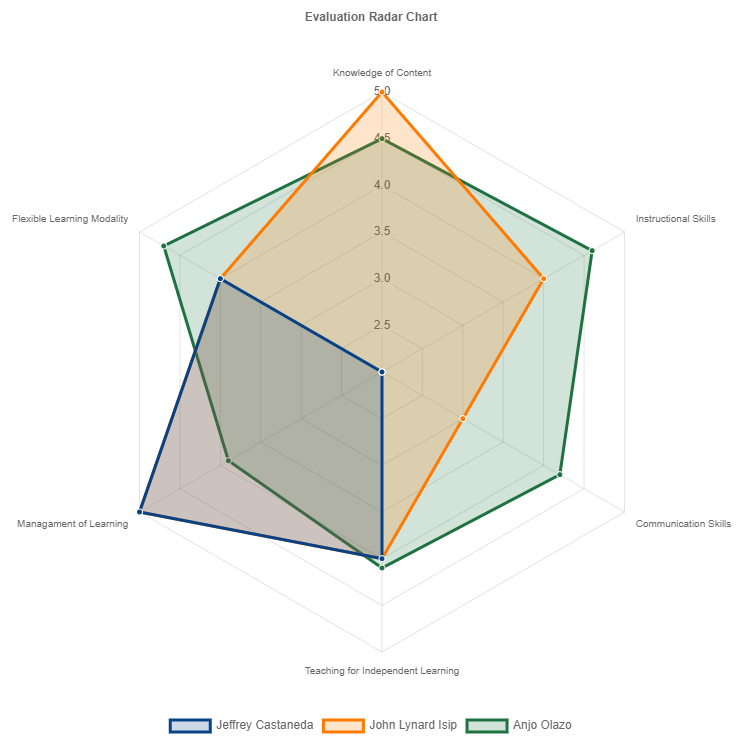 Evaluation Radar Chart
Knowledge of Content
5.0
4.5
4.0
Flexible Learning Modality
Instructional Skills
3.5
3.0
2.5
Managament of Learning
Communication Skills
Teaching for Independent Learning
Jeffrey Castaneda
John Lynard Isip
Anjo Olazo